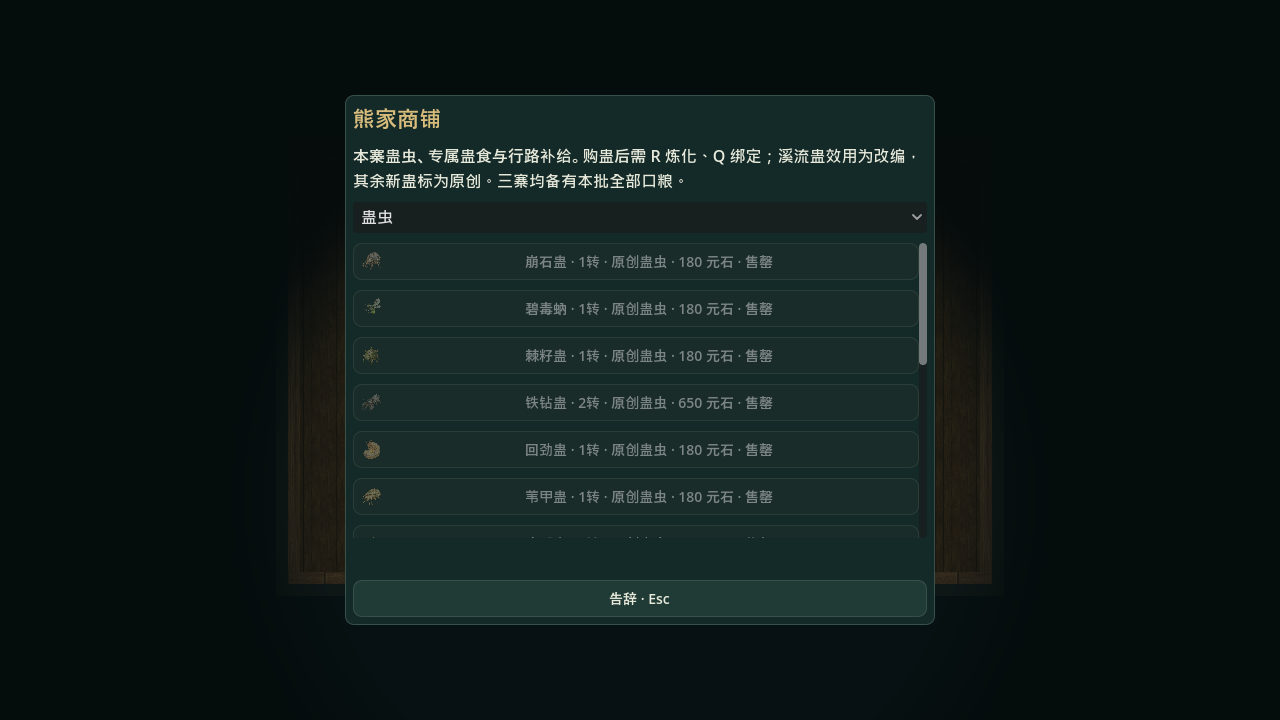 熊家商铺
本寨蛊虫、专属蛊食与行路补给。购蛊后需 R 炼化、Q 绑定；溪流蛊效用为改编，
其余新蛊标为原创。三寨均备有本批全部口粮。
蛊虫
崩石蛊 · 1转 · 原创蛊虫 · 180 元石 · 售罄
碧毒蚺 · 1转 · 原创蛊虫 · 180 元石 · 售罄
棘籽蛊 · 1转 · 原创蛊虫 · 180 元石 · 售罄
铁钻蛊 · 2转 · 原创蛊虫 · 650 元石 · 售罄
回劲蛊 · 1转 · 原创蛊虫 · 180 元石 · 售罄
苇甲蛊 · 1转 · 原创蛊虫 · 180 元石 · 售罄
告辞 · Esc